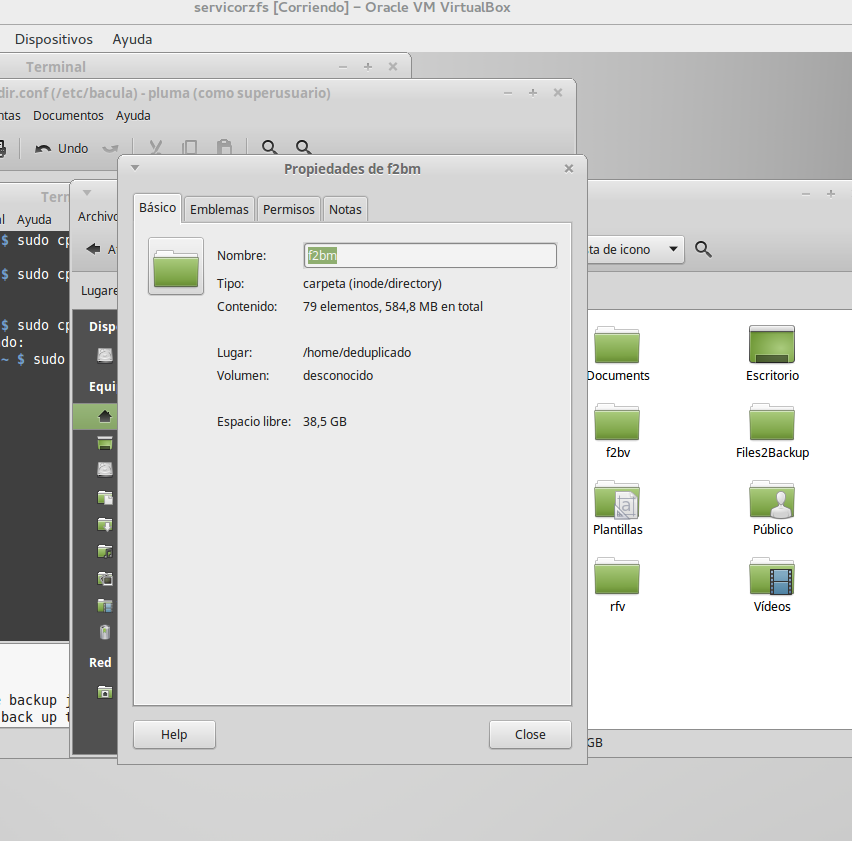 servicorzfs [Corriendo] – Oracle VM VirtualBox
Dispositivos Ayuda
Terminal
dir.conf (/etc/bacula) - pluma (como superusuario)
Documentos Ayuda
Undo
Propiedades de f2bm
Básico Emblemas Permisos Notas
Nombre: f2bm
Tipo: carpeta (inode/directory)
Contenido: 79 elementos, 584,8 MB en total
Lugar: /home/deduplicado
Volumen: desconocido
Espacio libre: 38,5 GB
Help Close
Ayuda
$ sudo cp
$ sudo cp
$ sudo cp
do:
~ $ sudo
backup
back up
Archivo
Lugare
Disp
Equi
Red
de icono
Documents
Escritorio
f2bv
Files2Backup
Plantillas
Público
rfv
Vídeos
GB